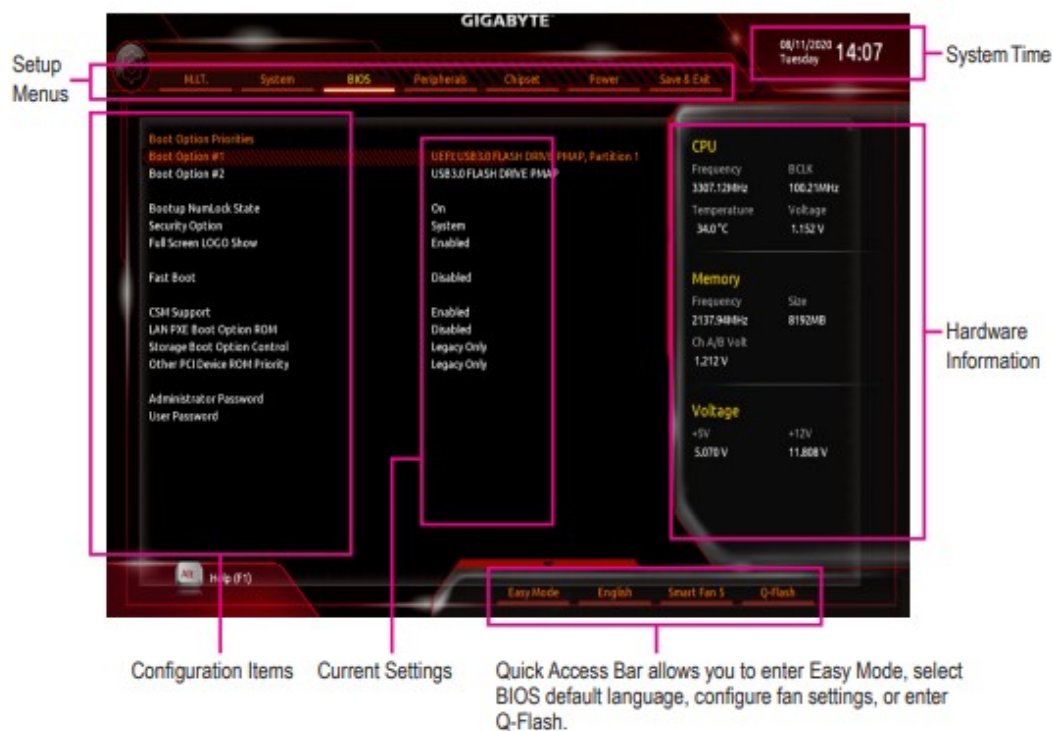 GIGABYTE
08/11/2020
Tuesday
14:07
System Time
Setup
Menus
M.I.T. System BIOS Peripherals Chipset Power Save & Exit
Boot Option Priorities
Boot Option #1 UEFI: USB3.0 FLASH DRIVE PMAP, Partition 1
Boot Option #2 USB3.0 FLASH DRIVE PMAP
Bootup NumLock State On
Security Option System
Full Screen LOGO Show Enabled
Fast Boot Disabled
CSM Support Enabled
LAN PXE Boot Option ROM Disabled
Storage Boot Option Control Legacy Only
Other PCI Device ROM Priority Legacy Only
Administrator Password
User Password
CPU
Frequency BCLK
3307.12MHz 100.21MHz
Temperature Voltage
34.0 °C 1.152 V
Memory
Frequency Size
2137.94MHz 8192MB
Ch A/B Volt
1.212 V
Voltage
+5V +12V
5.070 V 11.808 V
Hardware
Information
Help (F1)
Easy Mode English Smart Fan 5 Q-Flash
Configuration Items
Current Settings
Quick Access Bar allows you to enter Easy Mode, select
BIOS default language, configure fan settings, or enter
Q-Flash.